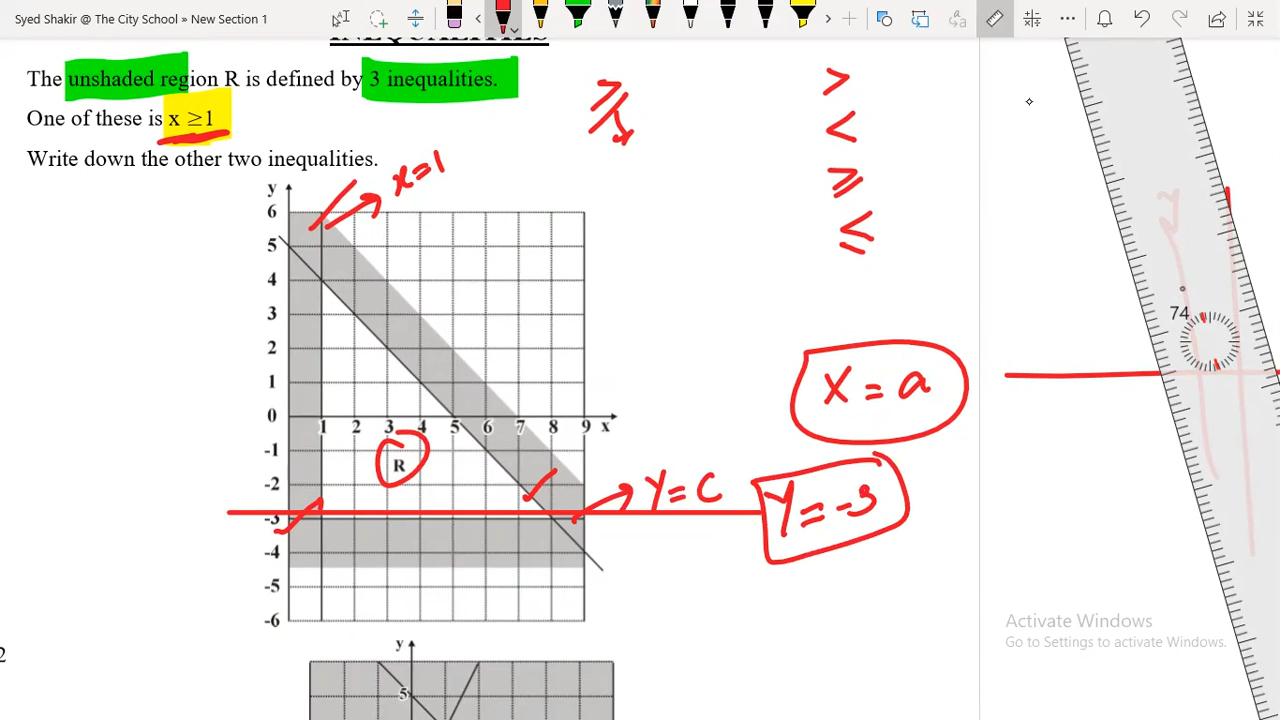 Syed Shakir @ The City School » New Section 1
INEQUALITIES
The unshaded region R is defined by 3 inequalities.
One of these is x ≥1
Write down the other two inequalities.
>
<
≥
≤
x=1
y
6
5
4
3
2
1
0
-1
-2
-3
-4
-5
-6
1 2 3 4 5 6 7 8 9 x
R
Y=C
X = a
Y=-3
74
y
5
2
Activate Windows
Go to Settings to activate Windows.